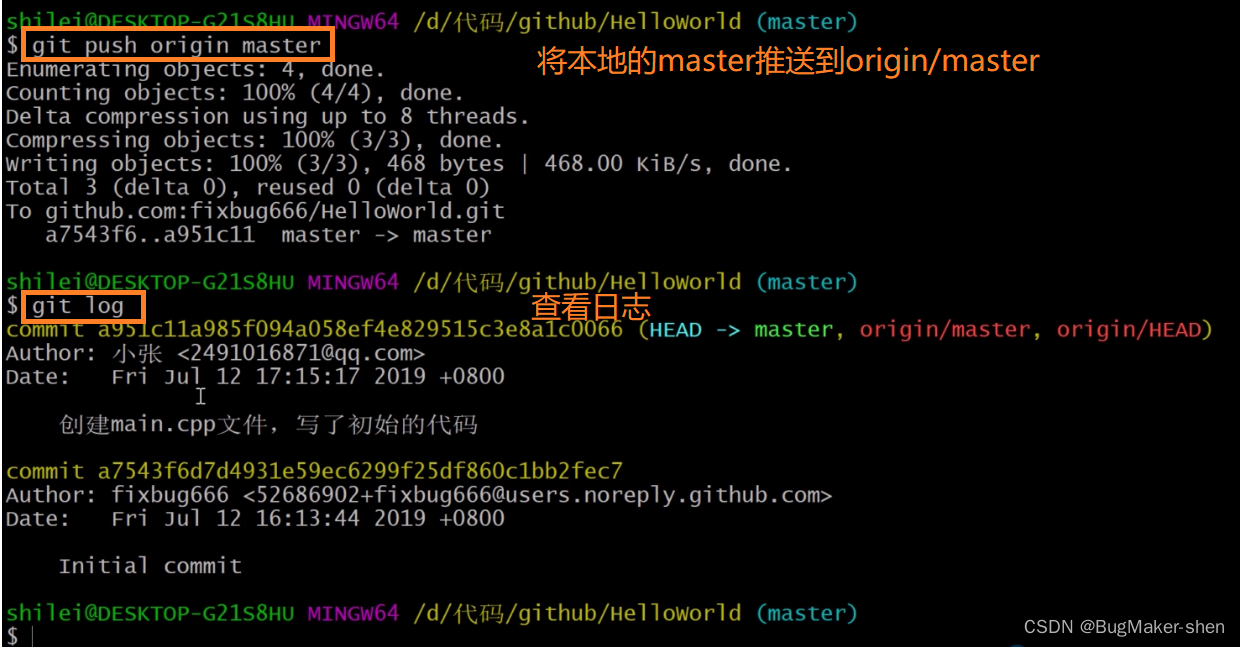 shilei@DESKTOP-G21S8HU MINGW64 /d/代码/github/HelloWorld (master)
$ git push origin master
将本地的master推送到origin/master
Enumerating objects: 4, done.
Counting objects: 100% (4/4), done.
Delta compression using up to 8 threads.
Compressing objects: 100% (3/3), done.
Writing objects: 100% (3/3), 468 bytes | 468.00 KiB/s, done.
Total 3 (delta 0), reused 0 (delta 0)
To github.com:fixbug666/HelloWorld.git
a7543f6..a951c11 master -> master
shilei@DESKTOP-G21S8HU MINGW64 /d/代码/github/HelloWorld (master)
$ git log
查看日志
commit a951c11a985f094a058ef4e829515c3e8a1c0066 (HEAD -> master, origin/master, origin/HEAD)
Author: 小张 <2491016871@qq.com>
Date: Fri Jul 12 17:15:17 2019 +0800
创建main.cpp文件，写了初始的代码
commit a7543f6d7d4931e59ec6299f25df860c1bb2fec7
Author: fixbug666 <52686902+fixbug666@users.noreply.github.com>
Date: Fri Jul 12 16:13:44 2019 +0800
Initial commit
shilei@DESKTOP-G21S8HU MINGW64 /d/代码/github/HelloWorld (master)
$
CSDN @BugMaker-shen